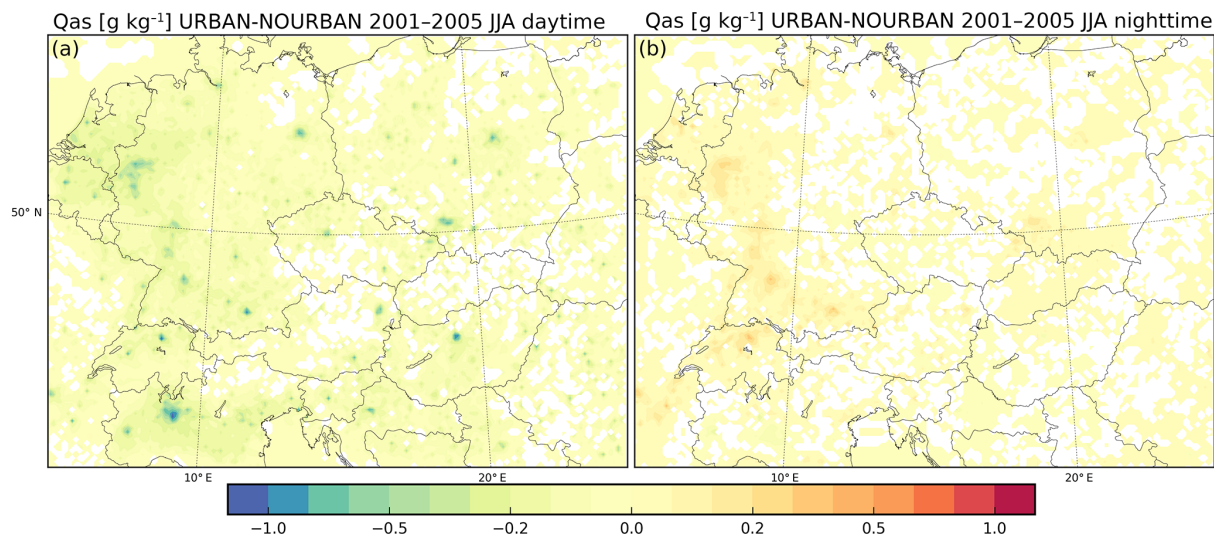 Qas [g kg⁻¹] URBAN-NOURBAN 2001–2005 JJA daytime
Qas [g kg⁻¹] URBAN-NOURBAN 2001–2005 JJA nighttime
(a)
(b)
50° N
10° E
20° E
10° E
20° E
−1.0
−0.5
−0.2
0.0
0.2
0.5
1.0